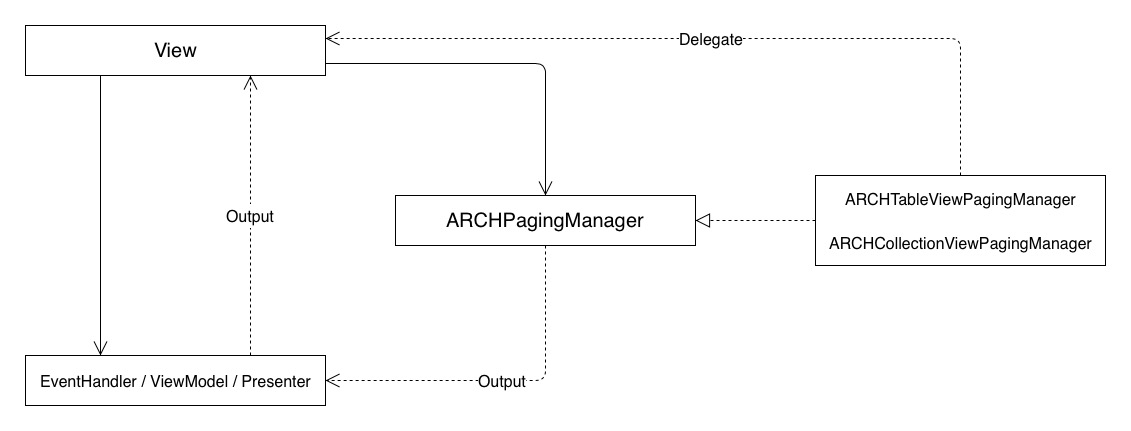 Delegate
View
ARCHTableViewPagingManager
Output
ARCHPagingManager
ARCHCollectionViewPagingManager
EventHandler / ViewModel / Presenter
Output